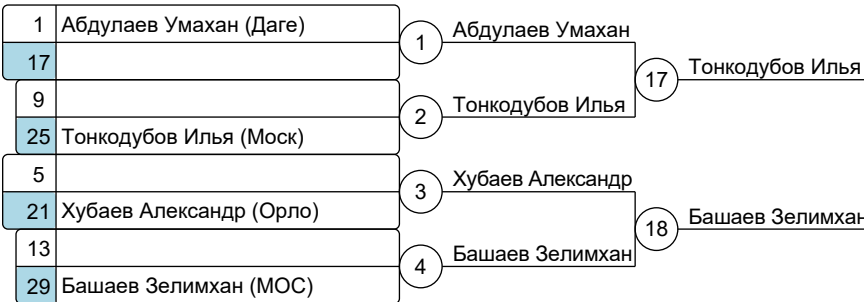 1 Абдулаев Умахан (Даге)
17
9
25 Тонкодубов Илья (Моск)
5
21 Хубаев Александр (Орло)
13
29 Башаев Зелимхан (МОС)
1 Абдулаев Умахан
2 Тонкодубов Илья
3 Хубаев Александр
4 Башаев Зелимхан
17 Тонкодубов Илья
18 Башаев Зелимхан